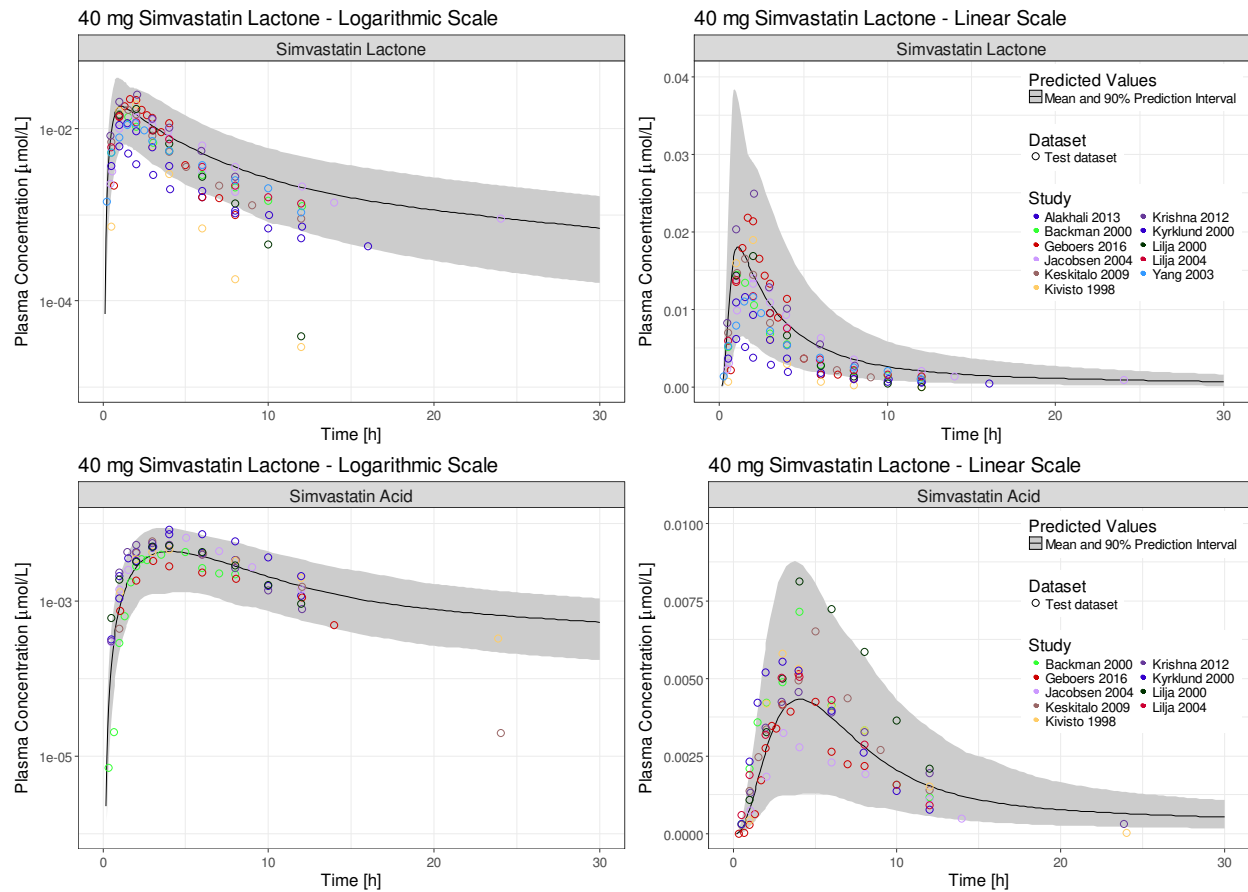 40 mg Simvastatin Lactone - Logarithmic Scale
Simvastatin Lactone
Plasma Concentration [µmol/L]
1e-02
1e-04
0
10
20
30
Time [h]
40 mg Simvastatin Lactone - Linear Scale
Simvastatin Lactone
Plasma Concentration [µmol/L]
0.04
0.03
0.02
0.01
0.00
0
10
20
30
Time [h]
Predicted Values
Mean and 90% Prediction Interval
Dataset
Test dataset
Study
Alakhali 2013
Backman 2000
Geboers 2016
Jacobsen 2004
Keskitalo 2009
Kivisto 1998
Krishna 2012
Kyrklund 2000
Lilja 2000
Lilja 2004
Yang 2003
40 mg Simvastatin Lactone - Logarithmic Scale
Simvastatin Acid
Plasma Concentration [µmol/L]
1e-03
1e-05
0
10
20
30
Time [h]
40 mg Simvastatin Lactone - Linear Scale
Simvastatin Acid
Plasma Concentration [µmol/L]
0.0100
0.0075
0.0050
0.0025
0.0000
0
10
20
30
Time [h]
Predicted Values
Mean and 90% Prediction Interval
Dataset
Test dataset
Study
Backman 2000
Geboers 2016
Jacobsen 2004
Keskitalo 2009
Kivisto 1998
Krishna 2012
Kyrklund 2000
Lilja 2000
Lilja 2004